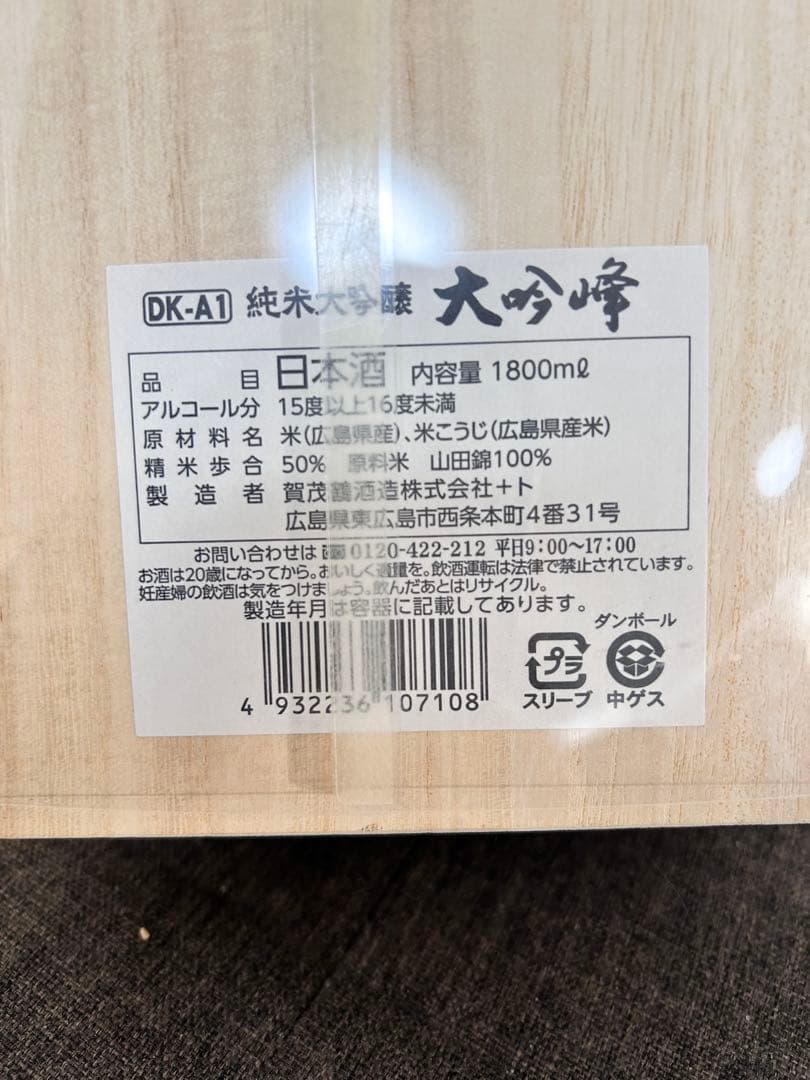 DK-A1 純米大吟醸 大吟峰
品目 日本酒 内容量 1800mℓ
アルコール分 15度以上16度未満
原材料名 米(広島県産)、米こうじ(広島県産米)
精米歩合 50% 原料米 山田錦100%
製造者 賀茂鶴酒造株式会社+ト
広島県東広島市西条本町4番31号
お問い合わせは 0120-422-212 平日9:00〜17:00
お酒は20歳になってから。おいしく適量を。飲酒運転は法律で禁止されています。
妊産婦の飲酒は気をつけましょう。飲んだあとはリサイクル。
製造年月は容器に記載してあります。
ダンボール
プラ
スリーブ 中ゲス
4 932236 107108